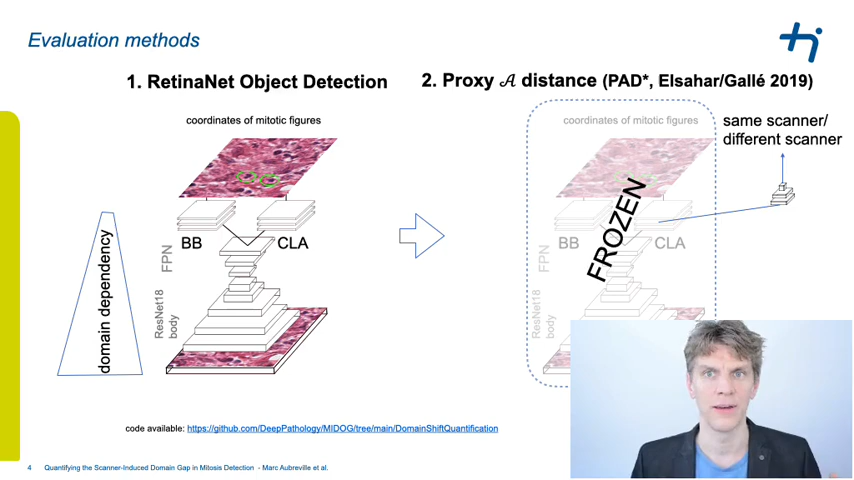 Evaluation methods
1. RetinaNet Object Detection
coordinates of mitotic figures
BB
CLA
FPN
ResNet18
body
domain dependency
2. Proxy 𝒜 distance (PAD*, Elsahar/Gallé 2019)
coordinates of mitotic figures
same scanner/
different scanner
FROZEN
BB
CLA
FPN
ResNet18
body
code available: https://github.com/DeepPathology/MIDOG/tree/main/DomainShiftQuantification
4 Quantifying the Scanner-Induced Domain Gap in Mitosis Detection - Marc Aubreville et al.